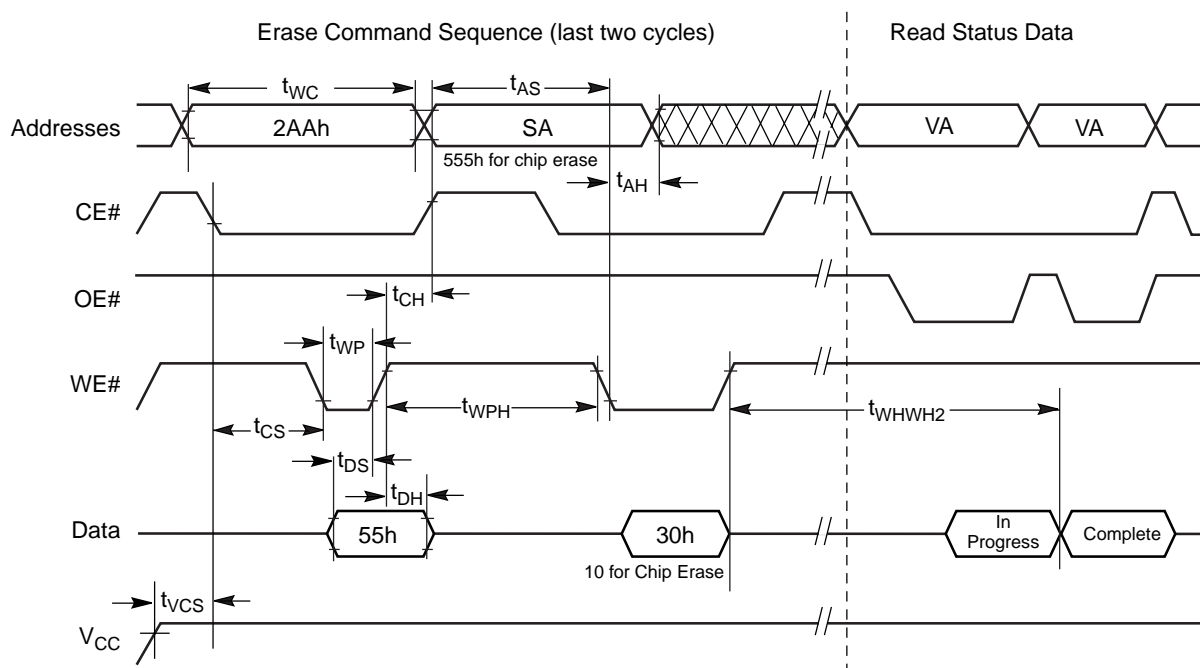 Erase Command Sequence (last two cycles)
Read Status Data
tWC
tAS
Addresses
2AAh
SA
VA
VA
555h for chip erase
tAH
CE#
OE#
tCH
tWP
WE#
tWPH
tWHWH2
tCS
tDS
tDH
Data
55h
30h
In
Progress
Complete
10 for Chip Erase
tVCS
VCC